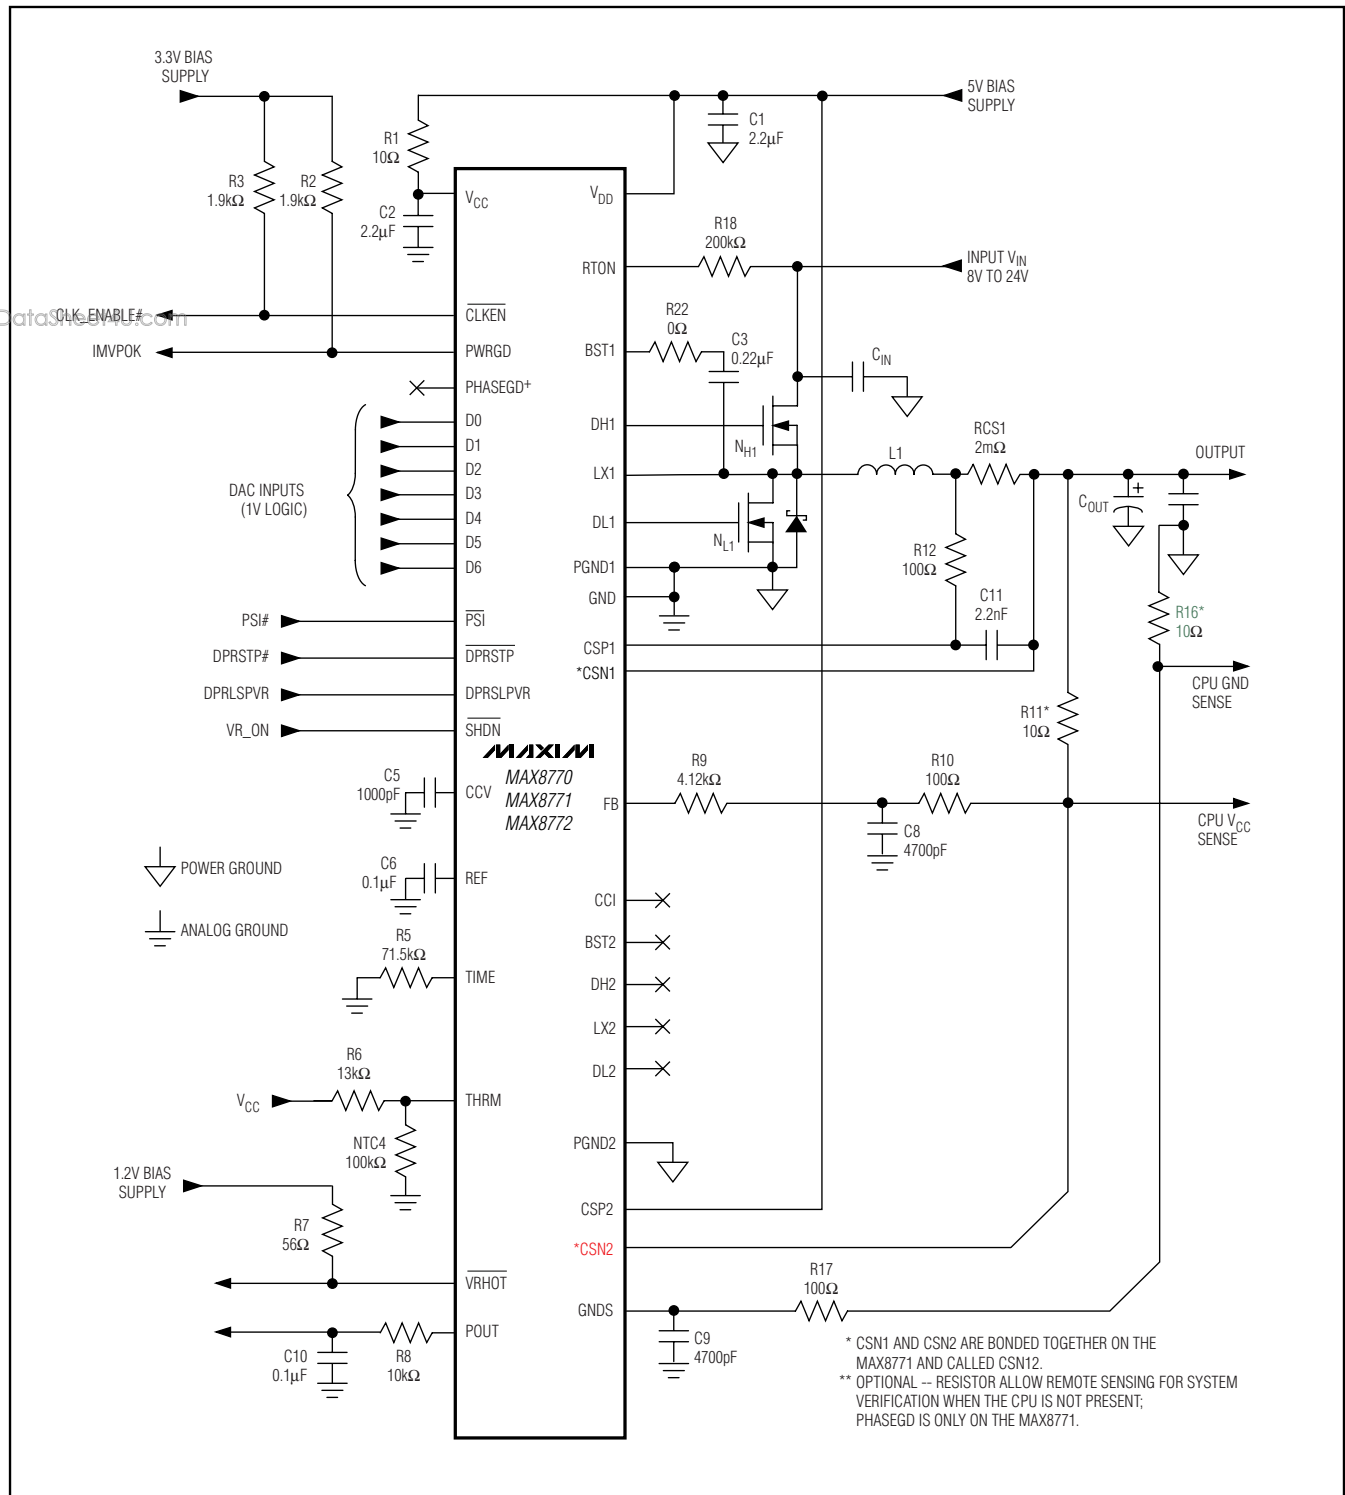 3.3V BIAS
SUPPLY
5V BIAS
SUPPLY
C1
2.2µF
R1
10Ω
R3
1.9kΩ
R2
1.9kΩ
C2
2.2µF
VCC
VDD
R18
200kΩ
RTON
INPUT VIN
8V TO 24V
DataSheet4U.com
CLK_ENABLE#
CLKEN
R22
0Ω
C3
0.22µF
IMVPOK
PWRGD
BST1
CIN
PHASEGD+
DAC INPUTS
(1V LOGIC)
D0
D1
D2
D3
D4
D5
D6
DH1
NH1
LX1
L1
RCS1
2mΩ
OUTPUT
COUT
+
DL1
NL1
R12
100Ω
PGND1
GND
C11
2.2nF
R16*
10Ω
PSI#
PSI
CSP1
*CSN1
DPRSTP#
DPRSTP
CPU GND
SENSE
DPRLSPVR
DPRSLPVR
R11*
10Ω
VR_ON
SHDN
MAXIM
MAX8770
MAX8771
MAX8772
C5
1000pF
CCV
FB
R9
4.12kΩ
R10
100Ω
C8
4700pF
CPU VCC
SENSE
POWER GROUND
C6
0.1µF
REF
CCI
ANALOG GROUND
BST2
R5
71.5kΩ
TIME
DH2
LX2
DL2
R6
13kΩ
VCC
THRM
NTC4
100kΩ
PGND2
1.2V BIAS
SUPPLY
CSP2
R7
56Ω
*CSN2
VRHOT
R17
100Ω
GNDS
C9
4700pF
POUT
C10
0.1µF
R8
10kΩ
* CSN1 AND CSN2 ARE BONDED TOGETHER ON THE
MAX8771 AND CALLED CSN12.
** OPTIONAL -- RESISTOR ALLOW REMOTE SENSING FOR SYSTEM
VERIFICATION WHEN THE CPU IS NOT PRESENT;
PHASEGD IS ONLY ON THE MAX8771.